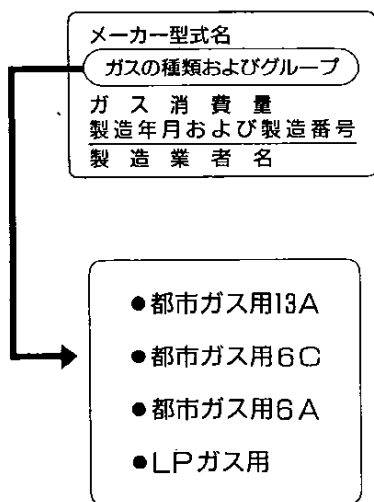 メーカー型式名
ガスの種類およびグループ
ガス消費量
製造年月および製造番号
製造業者名
●都市ガス用13A
●都市ガス用6C
●都市ガス用6A
●LPガス用